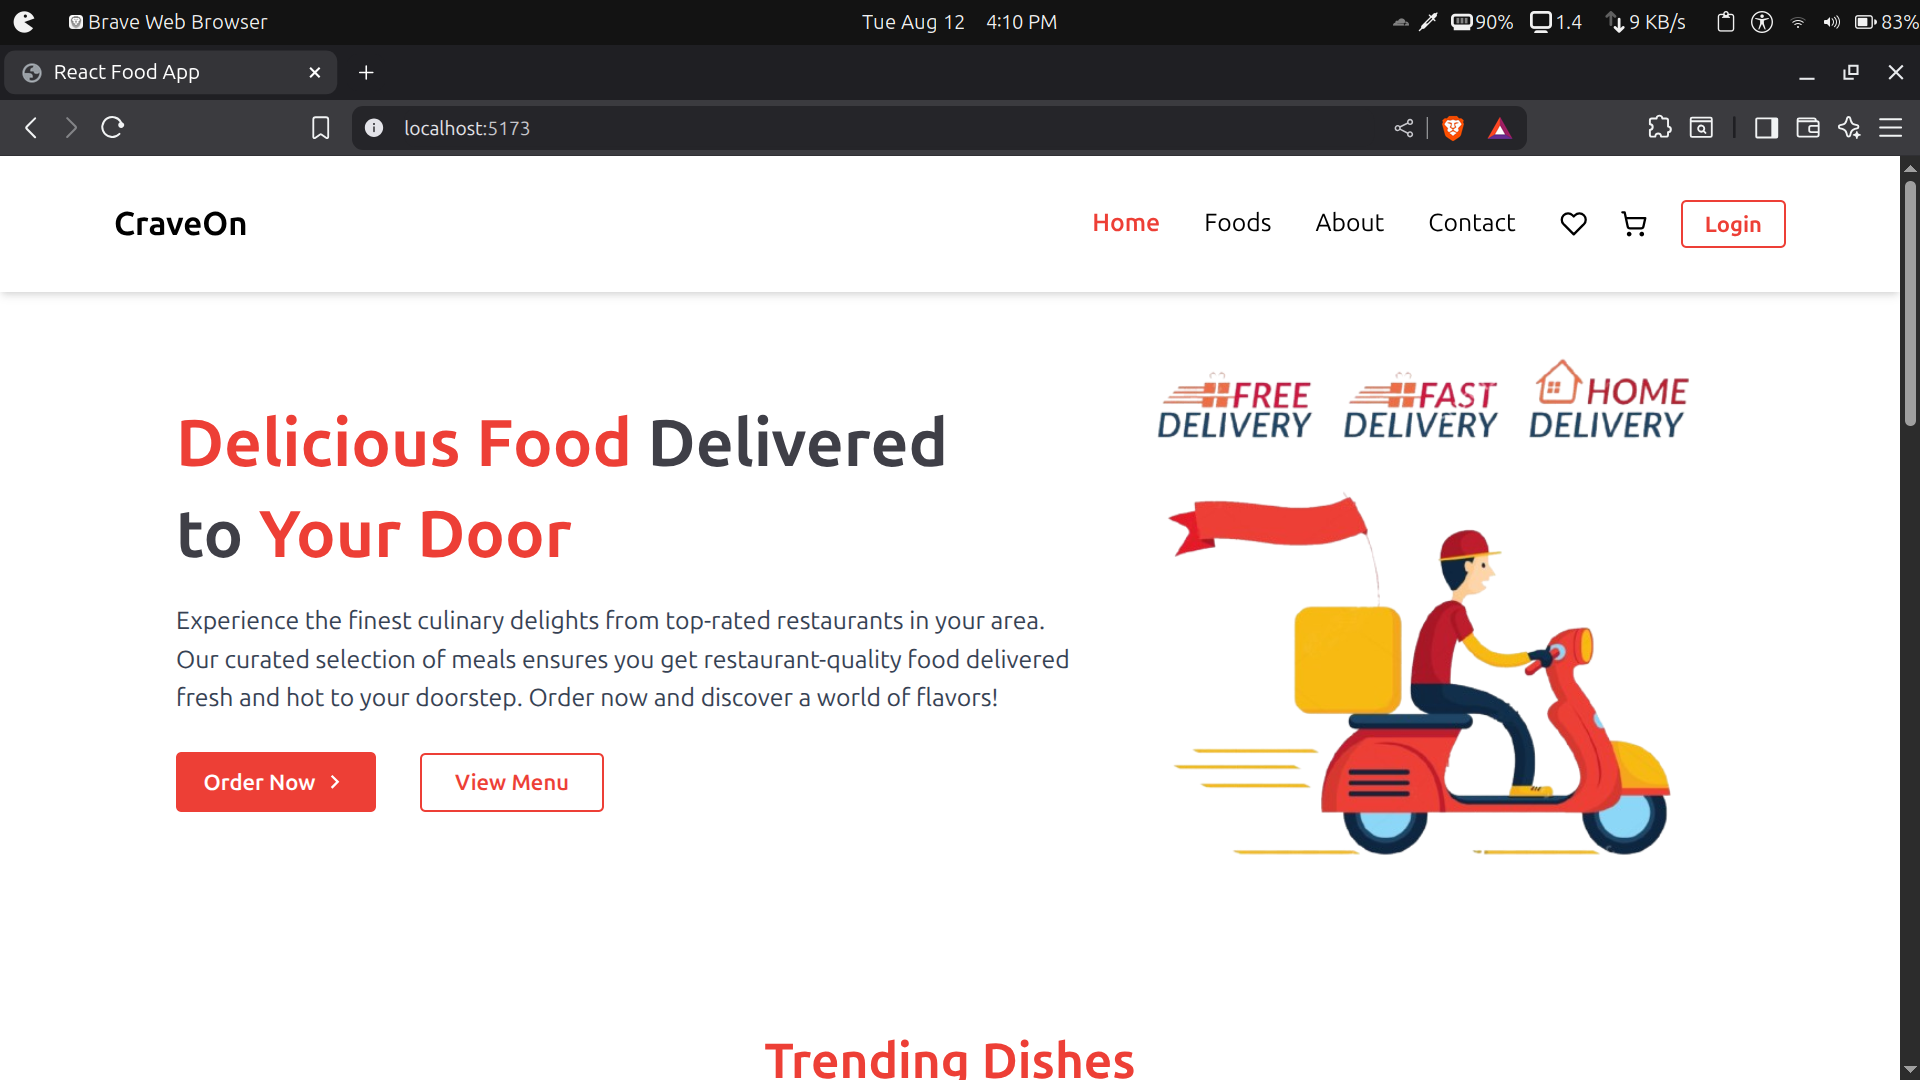 Brave Web Browser
Tue Aug 12 4:10 PM
90% 1.4 9 KB/s 83%
React Food App
localhost:5173
CraveOn
Home Foods About Contact Login
FREE DELIVERY
FAST DELIVERY
HOME DELIVERY
Delicious Food Delivered
to Your Door
Experience the finest culinary delights from top-rated restaurants in your area.
Our curated selection of meals ensures you get restaurant-quality food delivered
fresh and hot to your doorstep. Order now and discover a world of flavors!
Order Now
View Menu
Trending Dishes